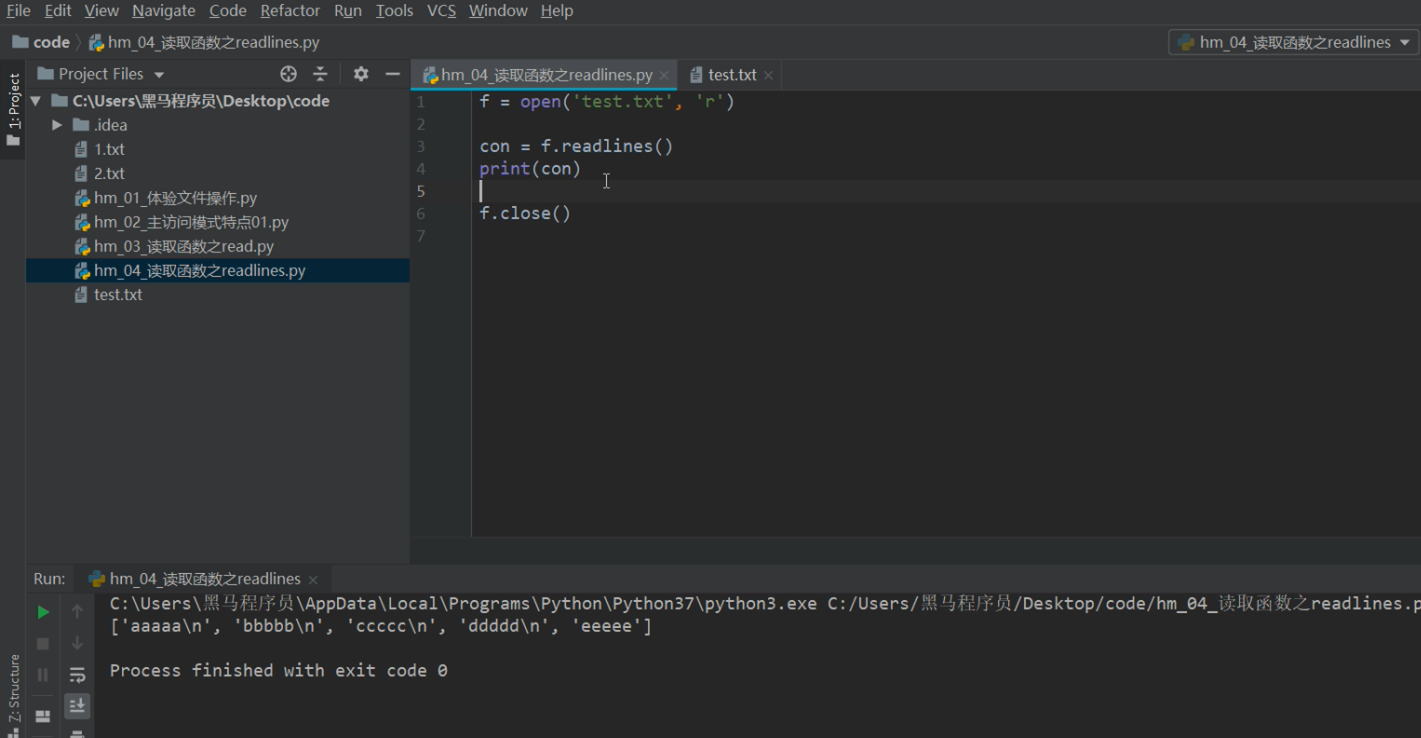 File Edit View Navigate Code Refactor Run Tools VCS Window Help
code hm_04_读取函数之readlines.py hm_04_读取函数之readlines
1: Project
Project Files
hm_04_读取函数之readlines.py test.txt
C:\Users\黑马程序员\Desktop\code
.idea
1.txt
2.txt
hm_01_体验文件操作.py
hm_02_主访问模式特点01.py
hm_03_读取函数之read.py
hm_04_读取函数之readlines.py
test.txt
1 f = open('test.txt', 'r')
2
3 con = f.readlines()
4 print(con)
5
6 f.close()
7
Run: hm_04_读取函数之readlines
C:\Users\黑马程序员\AppData\Local\Programs\Python\Python37\python3.exe C:/Users/黑马程序员/Desktop/code/hm_04_读取函数之readlines.p
['aaaaa\n', 'bbbbb\n', 'ccccc\n', 'ddddd\n', 'eeeee']
Process finished with exit code 0
Z: Structure